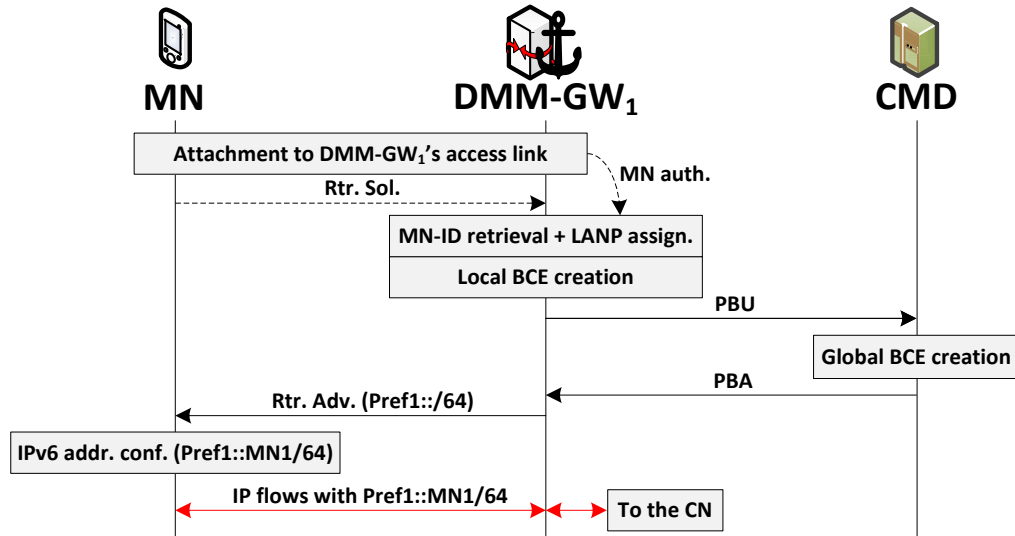 MN
DMM-GW₁
CMD
Attachment to DMM-GW₁'s access link
MN auth.
Rtr. Sol.
MN-ID retrieval + LANP assign.
Local BCE creation
PBU
Global BCE creation
PBA
Rtr. Adv. (Pref1::/64)
IPv6 addr. conf. (Pref1::MN1/64)
IP flows with Pref1::MN1/64
To the CN